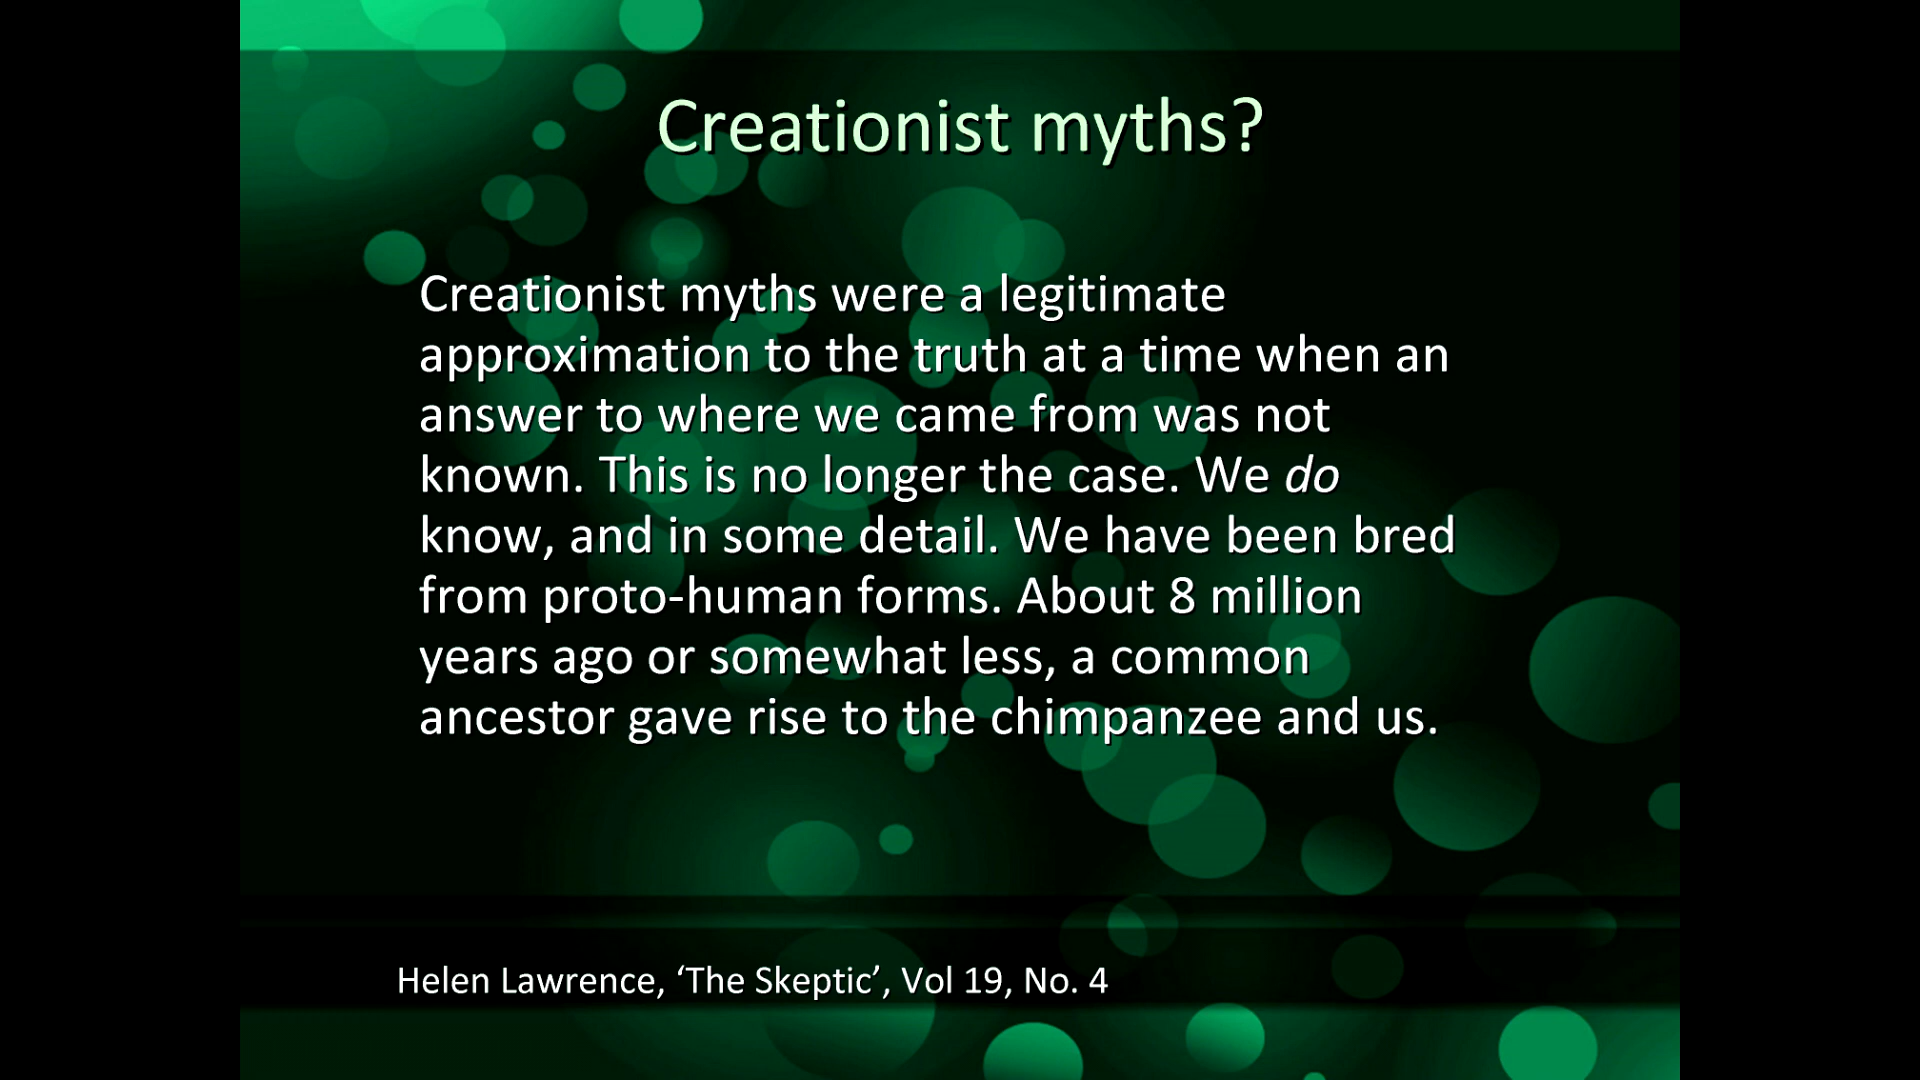 Creationist myths?
Creationist myths were a legitimate
approximation to the truth at a time when an
answer to where we came from was not
known. This is no longer the case. We do
know, and in some detail. We have been bred
from proto-human forms. About 8 million
years ago or somewhat less, a common
ancestor gave rise to the chimpanzee and us.
Helen Lawrence, ‘The Skeptic’, Vol 19, No. 4